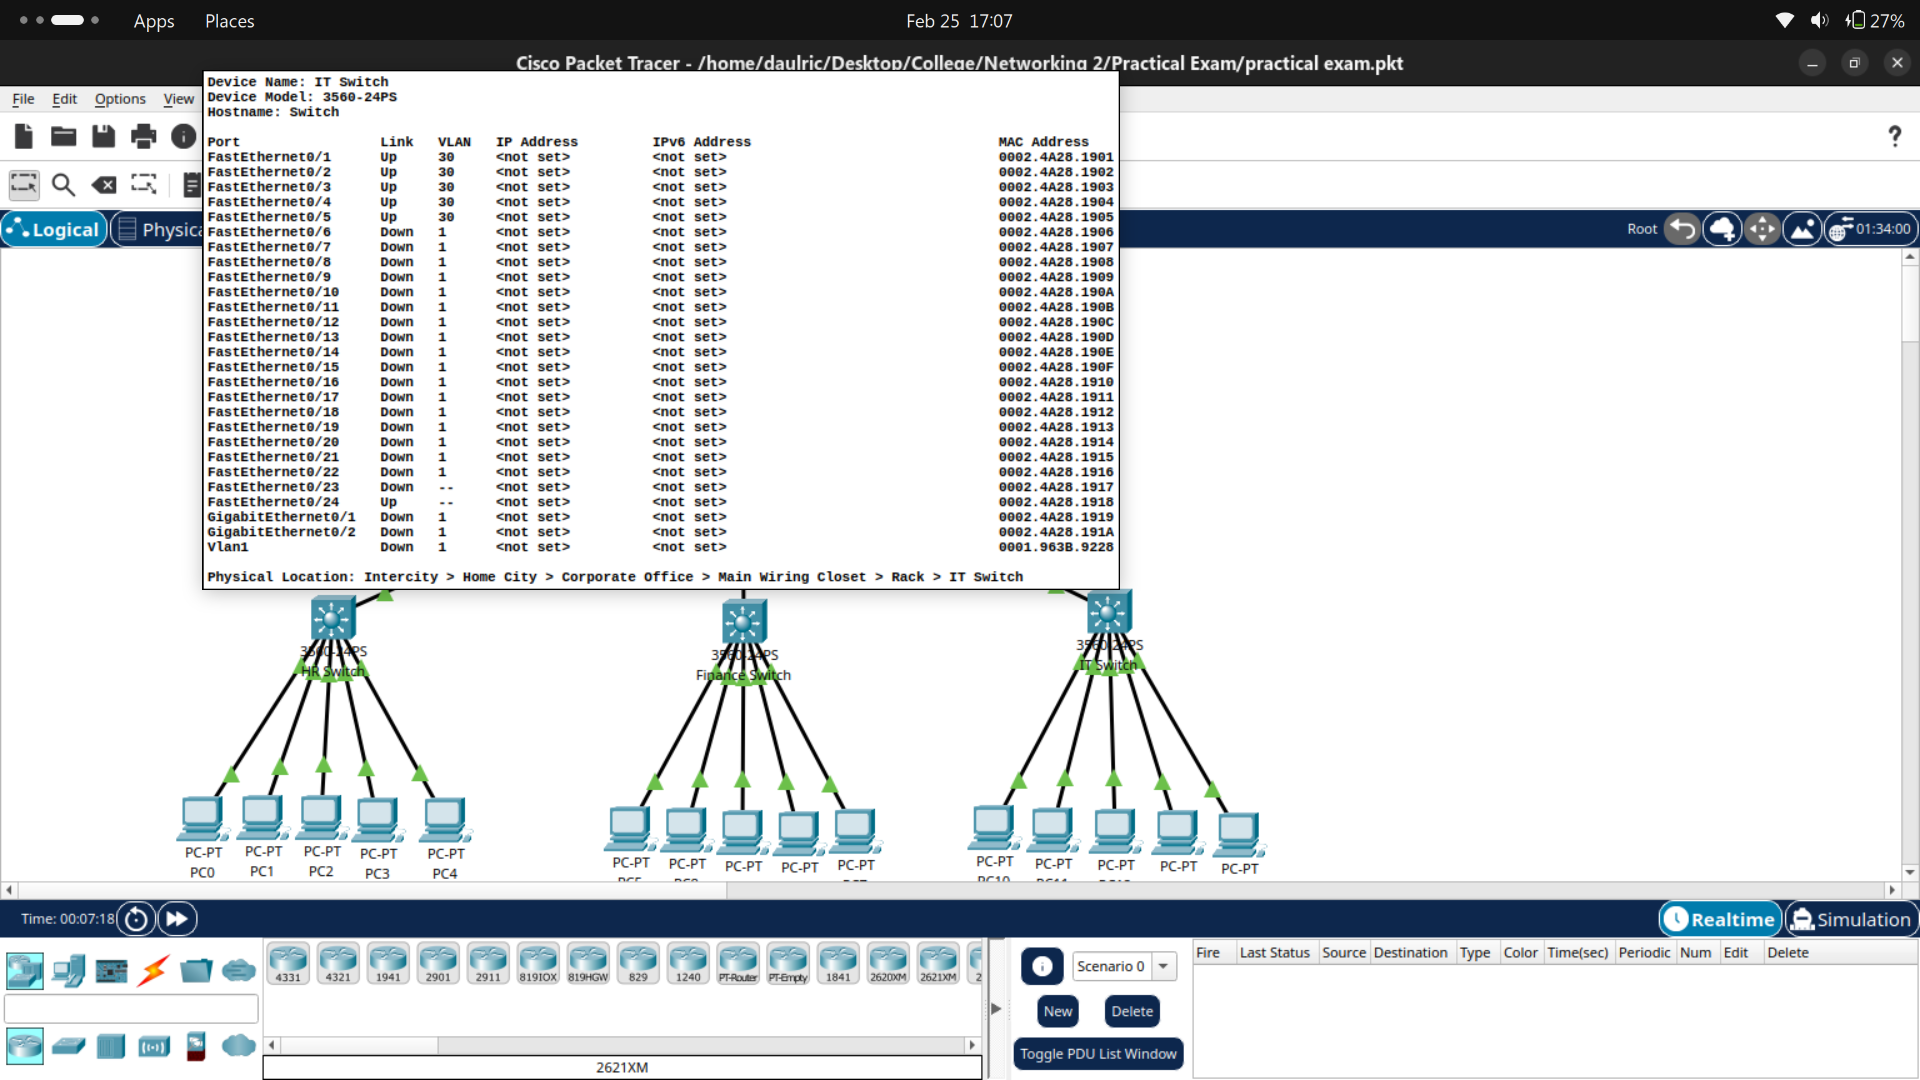 Apps Places Feb 25 17:07 27%
Cisco Packet Tracer - /home/daulric/Desktop/College/Networking 2/Practical Exam/practical exam.pkt
File Edit Options View
Device Name: IT Switch
Device Model: 3560-24PS
Hostname: Switch
Port Link VLAN IP Address IPv6 Address MAC Address
FastEthernet0/1 Up 30 <not set> <not set> 0002.4A28.1901
FastEthernet0/2 Up 30 <not set> <not set> 0002.4A28.1902
FastEthernet0/3 Up 30 <not set> <not set> 0002.4A28.1903
FastEthernet0/4 Up 30 <not set> <not set> 0002.4A28.1904
FastEthernet0/5 Up 30 <not set> <not set> 0002.4A28.1905
FastEthernet0/6 Down 1 <not set> <not set> 0002.4A28.1906
FastEthernet0/7 Down 1 <not set> <not set> 0002.4A28.1907
FastEthernet0/8 Down 1 <not set> <not set> 0002.4A28.1908
FastEthernet0/9 Down 1 <not set> <not set> 0002.4A28.1909
FastEthernet0/10 Down 1 <not set> <not set> 0002.4A28.190A
FastEthernet0/11 Down 1 <not set> <not set> 0002.4A28.190B
FastEthernet0/12 Down 1 <not set> <not set> 0002.4A28.190C
FastEthernet0/13 Down 1 <not set> <not set> 0002.4A28.190D
FastEthernet0/14 Down 1 <not set> <not set> 0002.4A28.190E
FastEthernet0/15 Down 1 <not set> <not set> 0002.4A28.190F
FastEthernet0/16 Down 1 <not set> <not set> 0002.4A28.1910
FastEthernet0/17 Down 1 <not set> <not set> 0002.4A28.1911
FastEthernet0/18 Down 1 <not set> <not set> 0002.4A28.1912
FastEthernet0/19 Down 1 <not set> <not set> 0002.4A28.1913
FastEthernet0/20 Down 1 <not set> <not set> 0002.4A28.1914
FastEthernet0/21 Down 1 <not set> <not set> 0002.4A28.1915
FastEthernet0/22 Down 1 <not set> <not set> 0002.4A28.1916
FastEthernet0/23 Down -- <not set> <not set> 0002.4A28.1917
FastEthernet0/24 Up -- <not set> <not set> 0002.4A28.1918
GigabitEthernet0/1 Down 1 <not set> <not set> 0002.4A28.1919
GigabitEthernet0/2 Down 1 <not set> <not set> 0002.4A28.191A
Vlan1 Down 1 <not set> <not set> 0001.963B.9228
Physical Location: Intercity > Home City > Corporate Office > Main Wiring Closet > Rack > IT Switch
Logical Physica Root 01:34:00
3560-24PS 3560-24PS 3560-24PS
HR Switch Finance Switch IT Switch
PC-PT PC-PT PC-PT PC-PT PC-PT PC-PT PC-PT PC-PT PC-PT PC-PT PC-PT PC-PT PC-PT PC-PT PC-PT
PC0 PC1 PC2 PC3 PC4 PC10 PC11
Time: 00:07:18 Realtime Simulation
4331 4321 1941 2901 2911 819IOX 819HGW 829 1240 PT-Router PT-Empty 1841 2620XM 2621XM 2
2621XM
Scenario 0
New Delete
Toggle PDU List Window
Fire Last Status Source Destination Type Color Time(sec) Periodic Num Edit Delete